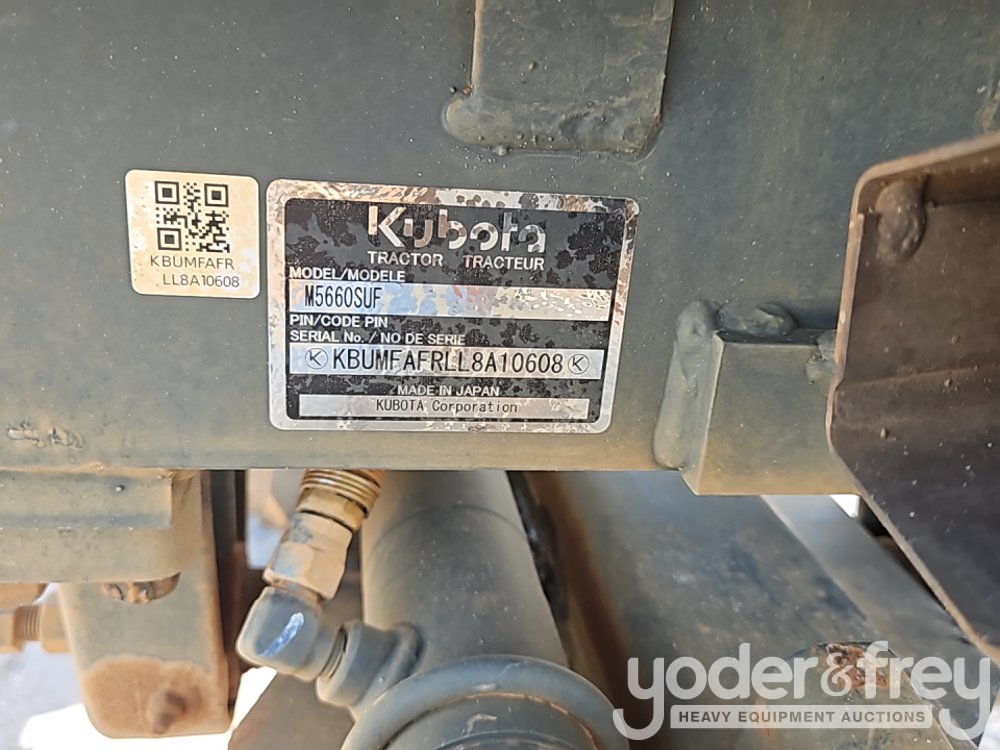 KBUMFAFR
LL8A10608
Kubota
TRACTOR TRACTEUR
MODEL/MODELE
M5660SUF
PIN/CODE PIN
SERIAL No. / NO DE SERIE
KBUMFAFRLL8A10608
MADE IN JAPAN
KUBOTA Corporation
yoder&frey
HEAVY EQUIPMENT AUCTIONS